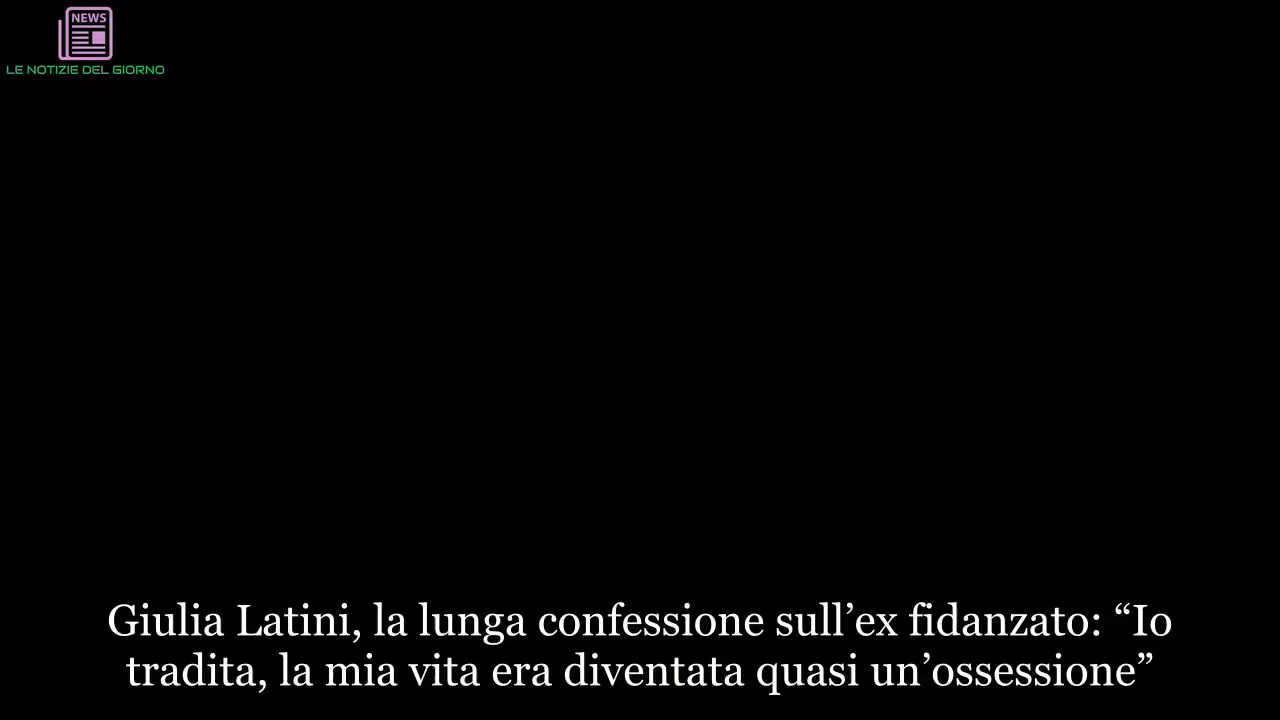 NEWS
LE NOTIZIE DEL GIORNO
Giulia Latini, la lunga confessione sull’ex fidanzato: “Io
tradita, la mia vita era diventata quasi un’ossessione”